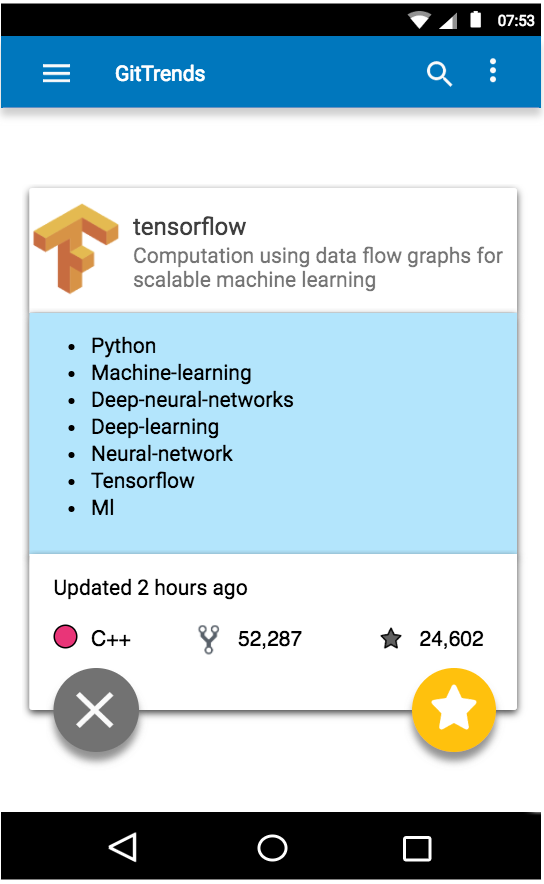 07:53
GitTrends
tensorflow
Computation using data flow graphs for
scalable machine learning
• Python
• Machine-learning
• Deep-neural-networks
• Deep-learning
• Neural-network
• Tensorflow
• Ml
Updated 2 hours ago
C++ 52,287 24,602